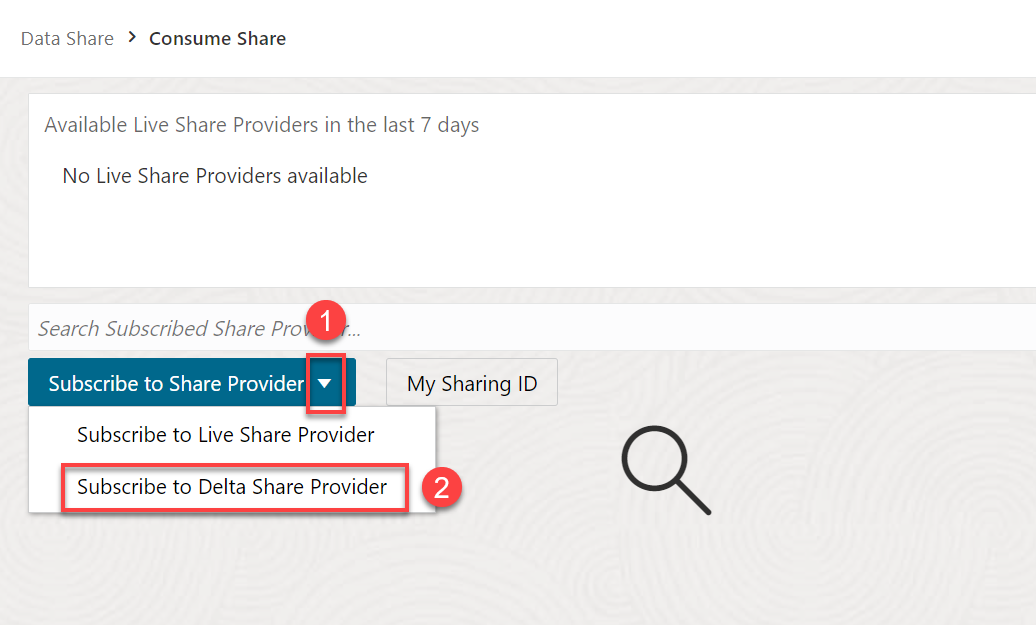 Data Share > Consume Share
Available Live Share Providers in the last 7 days
No Live Share Providers available
1
Search Subscribed Share Prov r...
Subscribe to Share Provider
My Sharing ID
Subscribe to Live Share Provider
Subscribe to Delta Share Provider
2